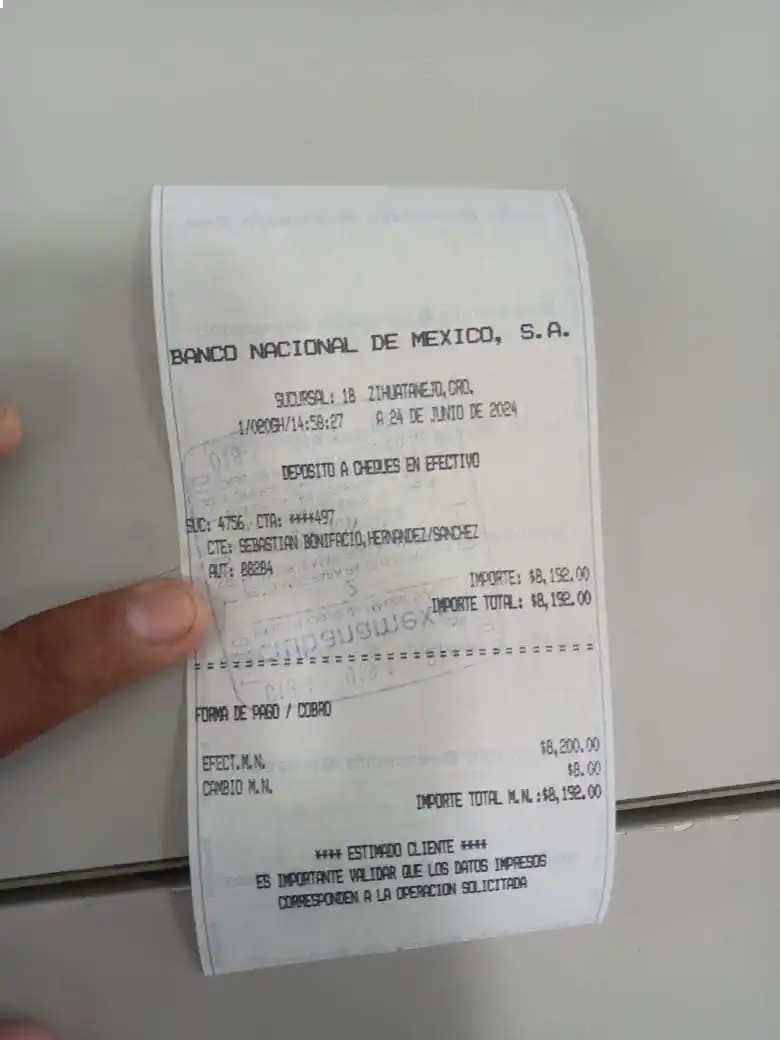 BANCO NACIONAL DE MEXICO, S.A.
SUCURSAL: 18 ZIHUATANEJO,GRO.
1/020GH/14:58:27 A 24 DE JUNIO DE 2024
DEPOSITO A CHEQUES EN EFECTIVO
SUC: 4756 CTA: ****497
CTE: SEBASTIAN BONIFACIO,HERNANDEZ/SANCHEZ
AUT: 88284
IMPORTE: $8,192.00
IMPORTE TOTAL: $8,192.00
citibanamex
FORMA DE PAGO / COBRO
EFECT.M.N. $8,200.00
CAMBIO M.N. $8.00
IMPORTE TOTAL M.N.:$8,192.00
**** ESTIMADO CLIENTE ****
ES IMPORTANTE VALIDAR QUE LOS DATOS IMPRESOS
CORRESPONDEN A LA OPERACION SOLICITADA